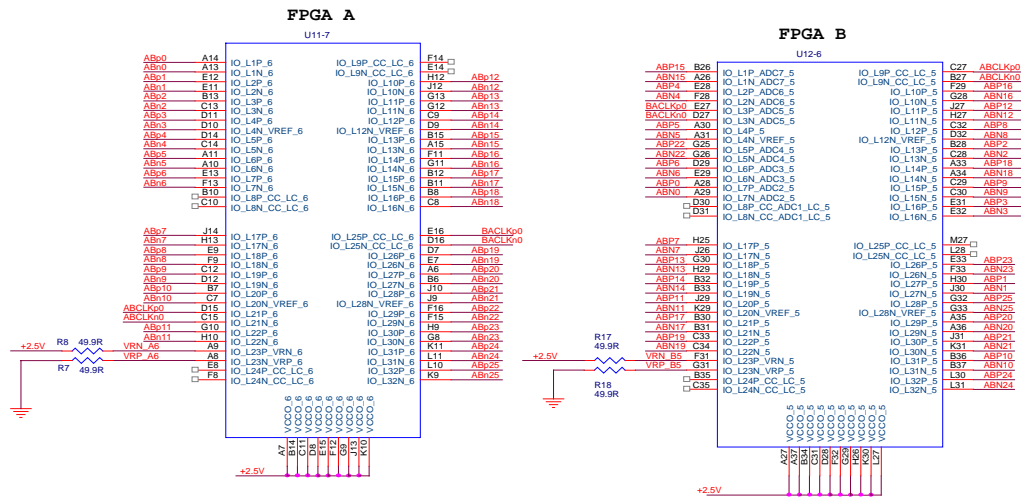 FPGA A
U11-7
ABp0 A14 IO_L1P_6 IO_L9P_CC_LC_6 F14
ABn0 A13 IO_L1N_6 IO_L9N_CC_LC_6 E14
ABp1 E12 IO_L2P_6 IO_L10P_6 H12 ABp12
ABn1 E11 IO_L2N_6 IO_L10N_6 J12 ABn12
ABp2 B13 IO_L3P_6 IO_L11P_6 G13 ABp13
ABn2 C13 IO_L3N_6 IO_L11N_6 G12 ABn13
ABp3 D11 IO_L4P_6 IO_L12P_6 C9 ABp14
ABn3 D10 IO_L4N_VREF_6 IO_L12N_VREF_6 D9 ABn14
ABp4 D14 IO_L5P_6 IO_L13P_6 B15 ABp15
ABn4 C14 IO_L5N_6 IO_L13N_6 A15 ABn15
ABp5 A11 IO_L6P_6 IO_L14P_6 F11 ABp16
ABn5 A10 IO_L6N_6 IO_L14N_6 G11 ABn16
ABp6 E13 IO_L7P_6 IO_L15P_6 B12 ABp17
ABn6 F13 IO_L7N_6 IO_L15N_6 B11 ABn17
B10 IO_L8P_CC_LC_6 IO_L16P_6 B8 ABp18
C10 IO_L8N_CC_LC_6 IO_L16N_6 C8 ABn18
ABp7 J14 IO_L17P_6 IO_L25P_CC_LC_6 E16 BACLKp0
ABn7 H13 IO_L17N_6 IO_L25N_CC_LC_6 D16 BACLKn0
ABp8 E9 IO_L18P_6 IO_L26P_6 D7 ABp19
ABn8 F9 IO_L18N_6 IO_L26N_6 E7 ABn19
ABp9 C12 IO_L19P_6 IO_L27P_6 A6 ABp20
ABn9 D12 IO_L19N_6 IO_L27N_6 B6 ABn20
ABp10 B7 IO_L20P_6 IO_L28P_6 J10 ABp21
ABn10 C7 IO_L20N_VREF_6 IO_L28N_VREF_6 J9 ABn21
ABCLKp0 D15 IO_L21P_6 IO_L29P_6 F16 ABp22
ABCLKn0 C15 IO_L21N_6 IO_L29N_6 F15 ABn22
ABp11 G10 IO_L22P_6 IO_L30P_6 H9 ABp23
ABn11 H10 IO_L22N_6 IO_L30N_6 G8 ABn23
+2.5V R8 49.9R VRN_A6 A9 IO_L23P_VRN_6 IO_L31P_6 K11 ABp24
R7 49.9R VRP_A6 A8 IO_L23N_VRP_6 IO_L31N_6 L11 ABn24
E8 IO_L24P_CC_LC_6 IO_L32P_6 L10 ABp25
F8 IO_L24N_CC_LC_6 IO_L32N_6 K9 ABn25
VCCO_6 VCCO_6 VCCO_6 VCCO_6 VCCO_6 VCCO_6 VCCO_6 VCCO_6 VCCO_6
A7 B14 C11 D8 E15 F12 G9 J13 K10
+2.5V
FPGA B
U12-6
ABP15 B26 IO_L1P_ADC7_5 IO_L9P_CC_LC_5 C27 ABCLKp0
ABN15 A26 IO_L1N_ADC7_5 IO_L9N_CC_LC_5 B27 ABCLKn0
ABP4 E28 IO_L2P_ADC6_5 IO_L10P_5 F29 ABP16
ABN4 F28 IO_L2N_ADC6_5 IO_L10N_5 G28 ABN16
BACLKp0 E27 IO_L3P_ADC5_5 IO_L11P_5 J27 ABP12
BACLKn0 D27 IO_L3N_ADC5_5 IO_L11N_5 H27 ABN12
ABP5 A30 IO_L4P_5 IO_L12P_5 C32 ABP8
ABN5 A31 IO_L4N_VREF_5 IO_L12N_VREF_5 D32 ABN8
ABP22 G25 IO_L5P_ADC4_5 IO_L13P_5 B28 ABP2
ABN22 G26 IO_L5N_ADC4_5 IO_L13N_5 C28 ABN2
ABP6 D29 IO_L6P_ADC3_5 IO_L14P_5 A33 ABP18
ABN6 E29 IO_L6N_ADC3_5 IO_L14N_5 A34 ABN18
ABP0 A28 IO_L7P_ADC2_5 IO_L15P_5 C29 ABP9
ABN0 A29 IO_L7N_ADC2_5 IO_L15N_5 C30 ABN9
D30 IO_L8P_CC_ADC1_LC_5 IO_L16P_5 E31 ABP3
D31 IO_L8N_CC_ADC1_LC_5 IO_L16N_5 E32 ABN3
ABP7 H25 IO_L17P_5 IO_L25P_CC_LC_5 M27
ABN7 J26 IO_L17N_5 IO_L25N_CC_LC_5 L28
ABP13 G30 IO_L18P_5 IO_L26P_5 E33 ABP23
ABN13 H29 IO_L18N_5 IO_L26N_5 F33 ABN23
ABP14 B32 IO_L19P_5 IO_L27P_5 H30 ABP1
ABN14 B33 IO_L19N_5 IO_L27N_5 J30 ABN1
ABP11 J29 IO_L20P_5 IO_L28P_5 G32 ABP25
ABN11 K29 IO_L20N_VREF_5 IO_L28N_VREF_5 G33 ABN25
ABP17 B30 IO_L21P_5 IO_L29P_5 A35 ABP20
ABN17 B31 IO_L21N_5 IO_L29N_5 A36 ABN20
ABP19 C33 IO_L22P_5 IO_L30P_5 J31 ABP21
ABN19 C34 IO_L22N_5 IO_L30N_5 K31 ABN21
+2.5V R17 49.9R VRN_B5 F31 IO_L23P_VRN_5 IO_L31P_5 B36 ABP10
R18 49.9R VRP_B5 G31 IO_L23N_VRP_5 IO_L31N_5 B37 ABN10
B35 IO_L24P_CC_LC_5 IO_L32P_5 L30 ABP24
C35 IO_L24N_CC_LC_5 IO_L32N_5 L31 ABN24
VCCO_5 VCCO_5 VCCO_5 VCCO_5 VCCO_5 VCCO_5 VCCO_5 VCCO_5 VCCO_5 VCCO_5
A27 A37 B34 C31 D28 F32 G29 H26 K30 L27
+2.5V